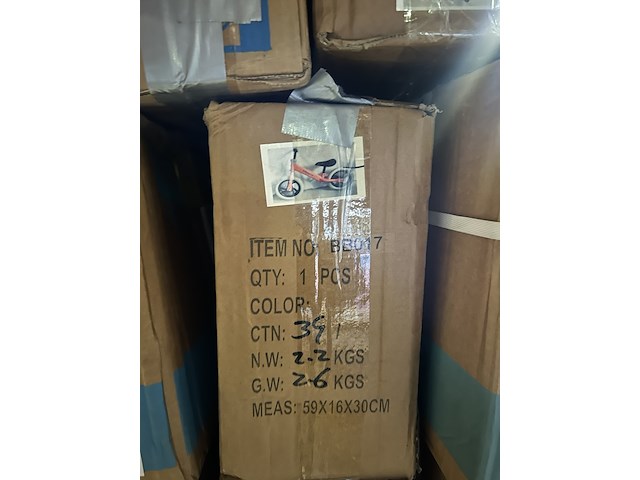 ITEM NO: BB017
QTY: 1 PCS
COLOR:
CTN: 39 /
N.W: 2.2 KGS
G.W: 2.6 KGS
MEAS: 59X16X30CM